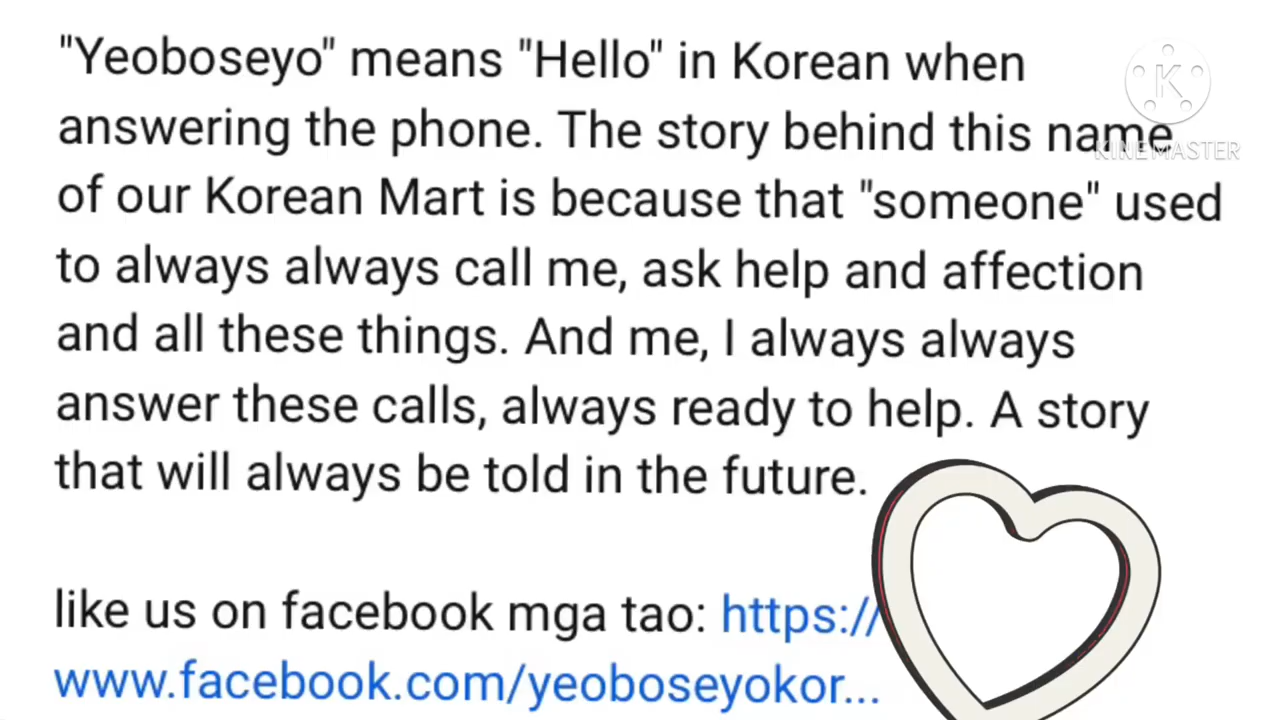 "Yeoboseyo" means "Hello" in Korean when
answering the phone. The story behind this name
of our Korean Mart is because that "someone" used
to always always call me, ask help and affection
and all these things. And me, I always always
answer these calls, always ready to help. A story
that will always be told in the future.
like us on facebook mga tao: https://
www.facebook.com/yeoboseyokor...
K
KINEMASTER